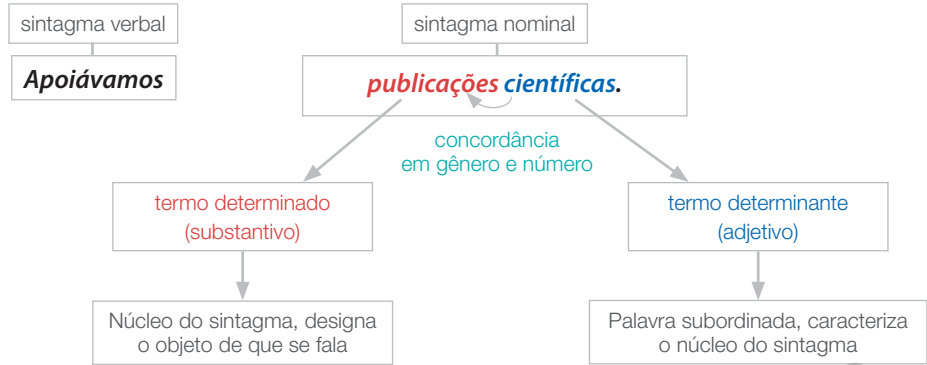 sintagma verbal
sintagma nominal
Apoiávamos
publicações científicas.
concordância
em gênero e número
termo determinado
(substantivo)
termo determinante
(adjetivo)
Núcleo do sintagma, designa
o objeto de que se fala
Palavra subordinada, caracteriza
o núcleo do sintagma